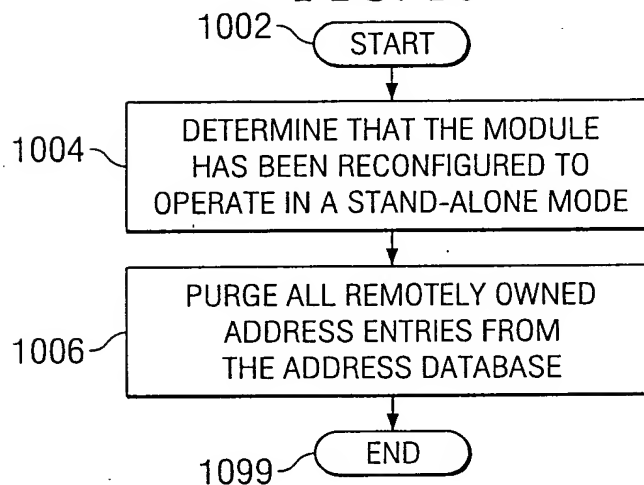 1002
START
1004
DETERMINE THAT THE MODULE
HAS BEEN RECONFIGURED TO
OPERATE IN A STAND-ALONE MODE
1006
PURGE ALL REMOTELY OWNED
ADDRESS ENTRIES FROM
THE ADDRESS DATABASE
1099
END